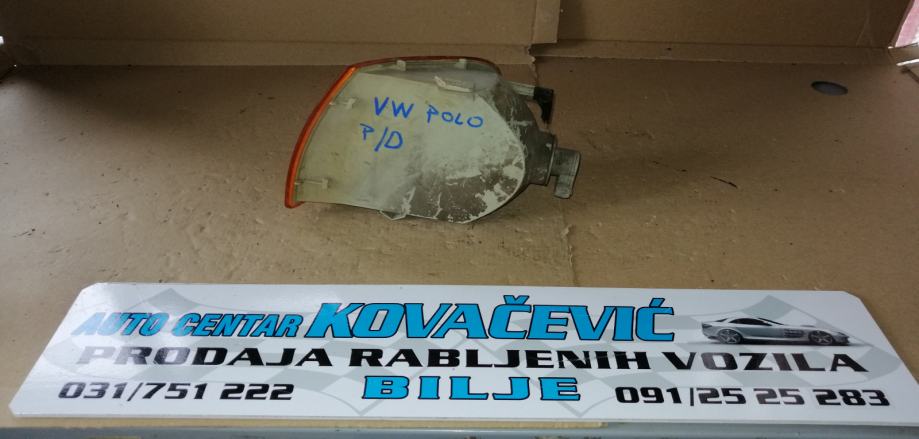 VW POLO
P/D
AUTO CENTAR KOVAČEVIĆ
PRODAJA RABLJENIH VOZILA
031/751 222 BILJE 091/25 25 283